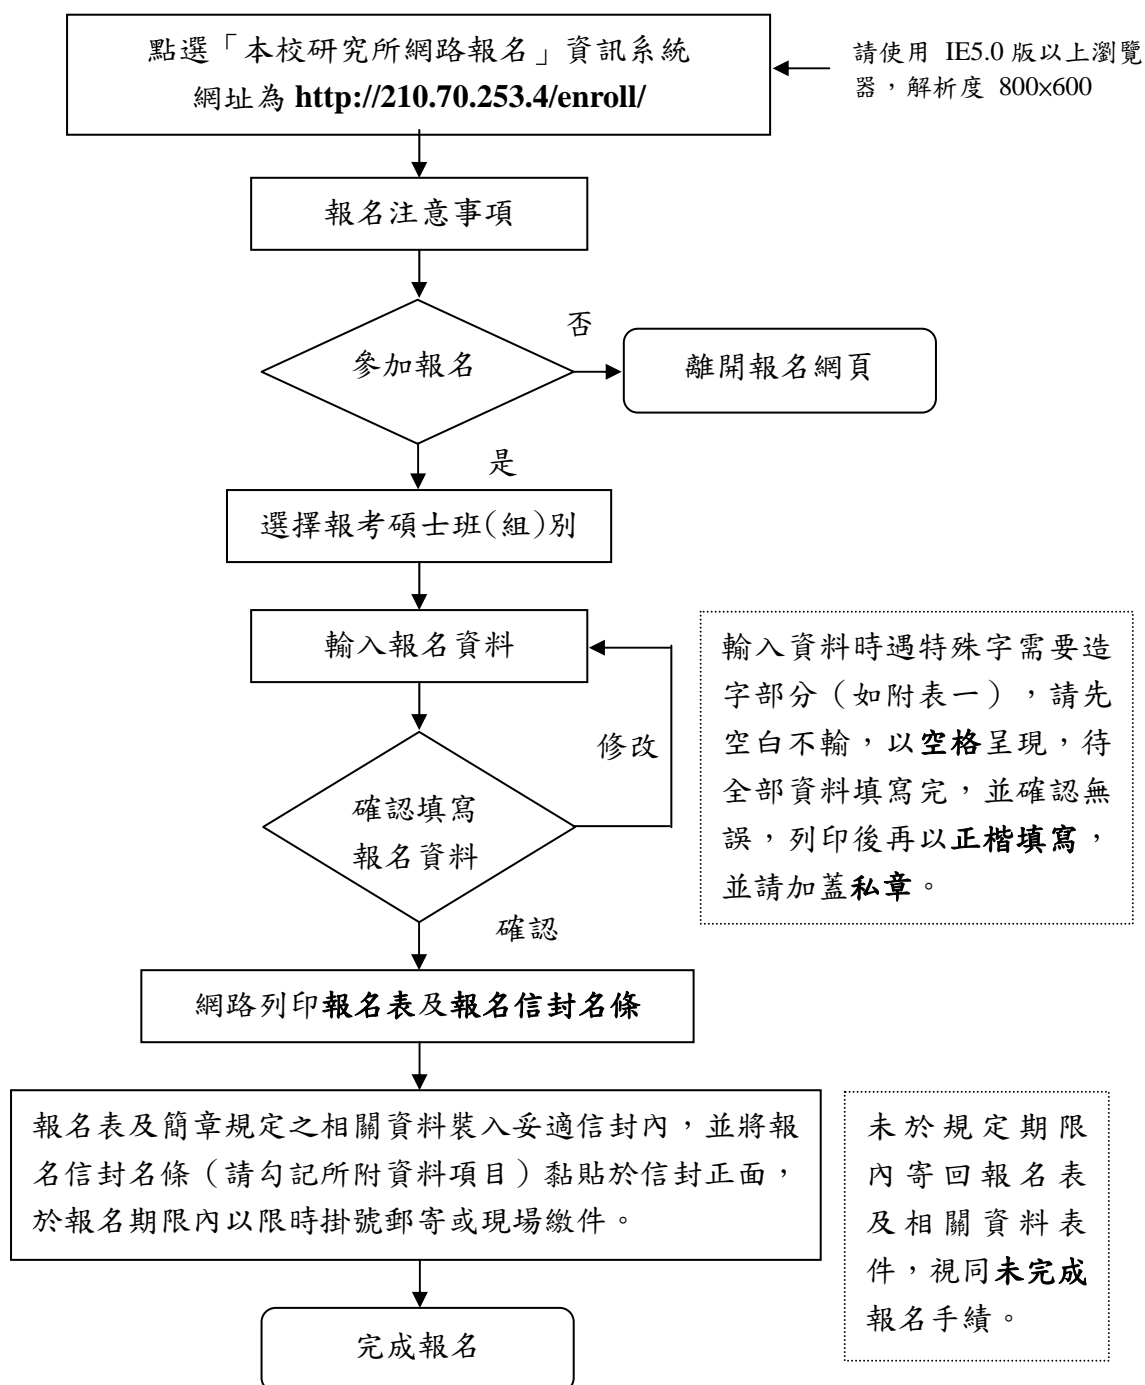 點選「本校研究所網路報名」資訊系統
網址為 http://210.70.253.4/enroll/
請使用 IE5.0 版以上瀏覽
器，解析度 800×600
報名注意事項
參加報名
否
離開報名網頁
是
選擇報考碩士班(組)別
輸入報名資料
修改
確認填寫
報名資料
輸入資料時遇特殊字需要造
字部分（如附表一），請先
空白不輸，以空格呈現，待
全部資料填寫完，並確認無
誤，列印後再以正楷填寫，
並請加蓋私章。
確認
網路列印報名表及報名信封名條
報名表及簡章規定之相關資料裝入妥適信封內，並將報
名信封名條（請勾記所附資料項目）黏貼於信封正面，
於報名期限內以限時掛號郵寄或現場繳件。
未於規定期限
內寄回報名表
及相關資料表
件，視同未完成
報名手續。
完成報名